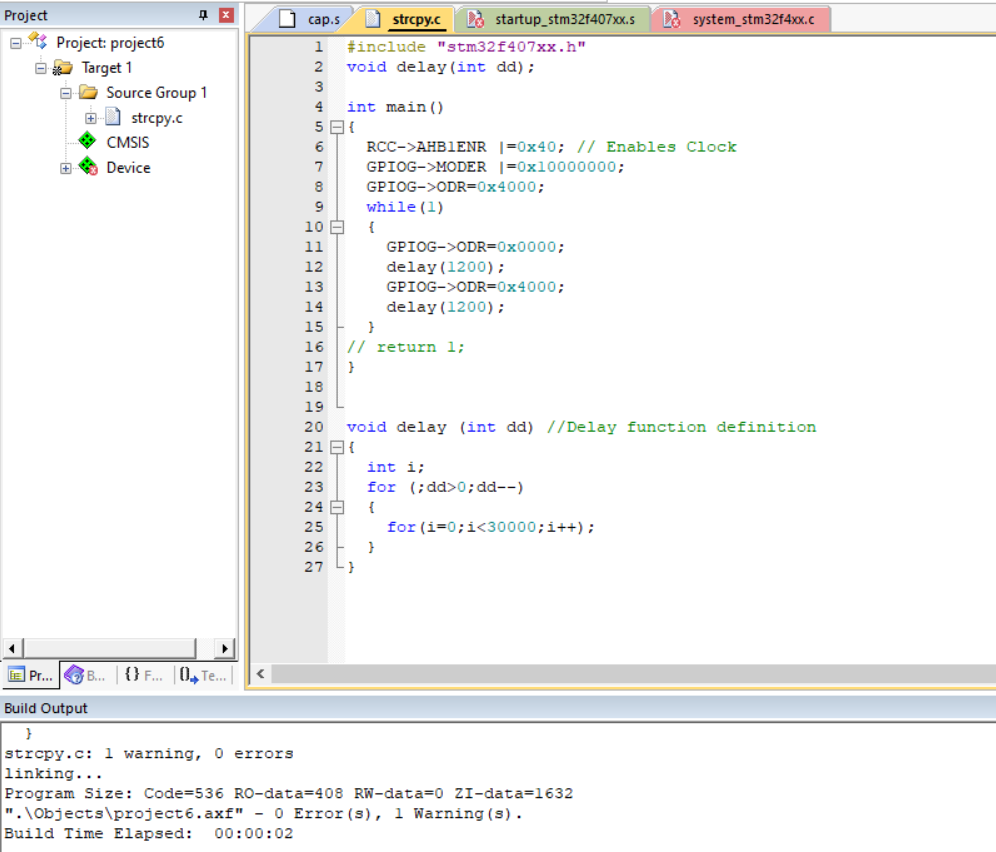 Project
Project: project6
Target 1
Source Group 1
strcpy.c
CMSIS
Device
Pr...
B...
{} F...
Te...
cap.s
strcpy.c
startup_stm32f407xx.s
system_stm32f4xx.c
1 #include "stm32f407xx.h"
2 void delay(int dd);
3
4 int main()
5 {
6 RCC->AHB1ENR |=0x40; // Enables Clock
7 GPIOG->MODER |=0x10000000;
8 GPIOG->ODR=0x4000;
9 while(1)
10 {
11 GPIOG->ODR=0x0000;
12 delay(1200);
13 GPIOG->ODR=0x4000;
14 delay(1200);
15 }
16 // return 1;
17 }
18
19
20 void delay (int dd) //Delay function definition
21 {
22 int i;
23 for (;dd>0;dd--)
24 {
25 for(i=0;i<30000;i++);
26 }
27 }
Build Output
}
strcpy.c: 1 warning, 0 errors
linking...
Program Size: Code=536 RO-data=408 RW-data=0 ZI-data=1632
".\Objects\project6.axf" - 0 Error(s), 1 Warning(s).
Build Time Elapsed: 00:00:02